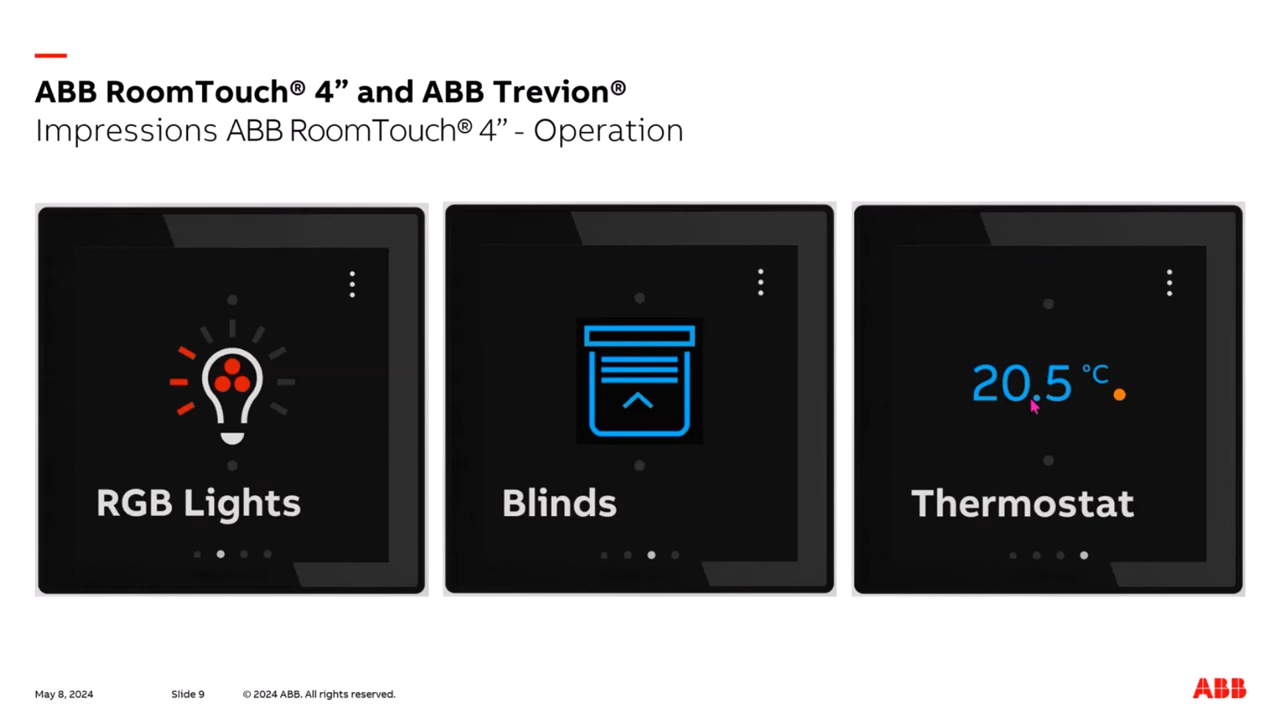 ABB RoomTouch® 4” and ABB Trevion®
Impressions ABB RoomTouch® 4” - Operation
RGB Lights
Blinds
20.5 °C
Thermostat
May 8, 2024
Slide 9
© 2024 ABB. All rights reserved.
ABB